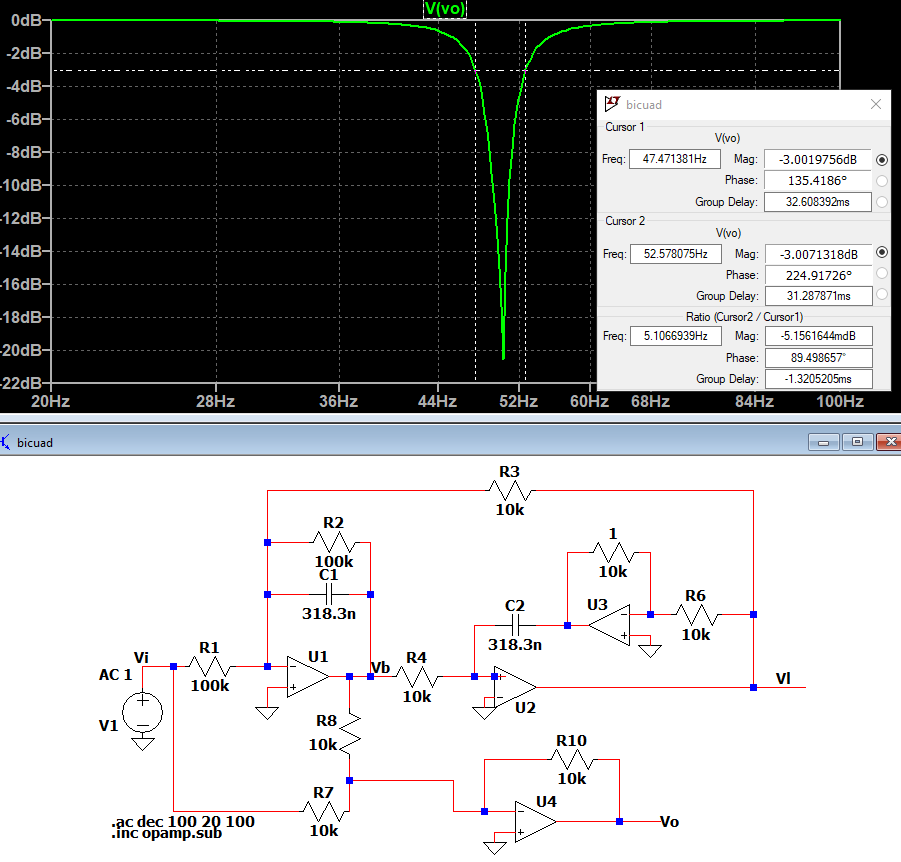 V(vo)
0dB
-2dB
-4dB
-6dB
-8dB
-10dB
-12dB
-14dB
-16dB
-18dB
-20dB
-22dB
20Hz 28Hz 36Hz 44Hz 52Hz 60Hz 68Hz 84Hz 100Hz
bicuad
Cursor 1
V(vo)
Freq: 47.471381Hz Mag: -3.0019756dB
Phase: 135.4186°
Group Delay: 32.608392ms
Cursor 2
V(vo)
Freq: 52.578075Hz Mag: -3.0071318dB
Phase: 224.91726°
Group Delay: 31.287871ms
Ratio (Cursor2 / Cursor1)
Freq: 5.1066939Hz Mag: -5.1561644mdB
Phase: 89.498657°
Group Delay: -1.3205205ms
bicuad
R3
10k
R2
100k
C1
318.3n
1
10k
U3
R6
10k
C2
318.3n
Vi
R1
100k
AC 1
V1
U1
Vb
R4
10k
U2
Vl
R8
10k
R7
10k
R10
10k
U4
Vo
.ac dec 100 20 100
.inc opamp.sub